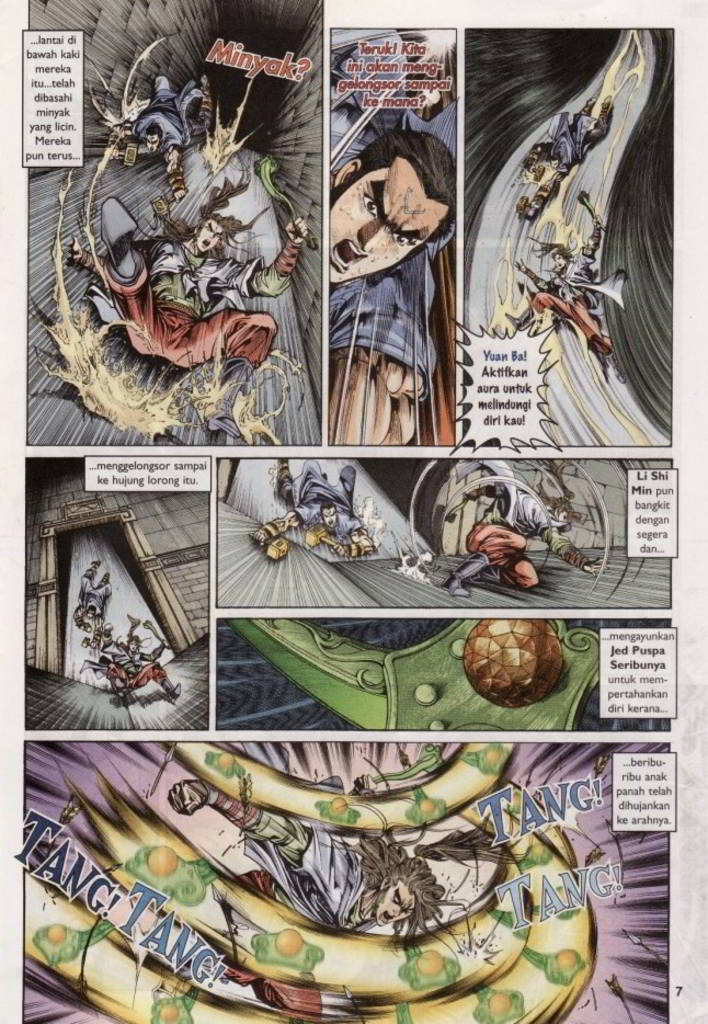 ...lantai di
bawah kaki
mereka
itu...telah
dibasahi
minyak
yang licin.
Mereka
pun terus...
Minyak?
Teruk! Kita
ini akan meng-
gelongsor sampai
ke mana?
Yuan Ba!
Aktifkan
aura untuk
melindungi
diri kau!
...menggelongsor sampai
ke hujung lorong itu.
Li Shi
Min pun
bangkit
dengan
segera
dan...
...mengayunkan
Jed Puspa
Seribunya
untuk mem-
pertahankan
diri kerana...
...beribu-
ribu anak
panah telah
dihujankan
ke arahnya.
TANG!
TANG!
TANG!
TANG!
7